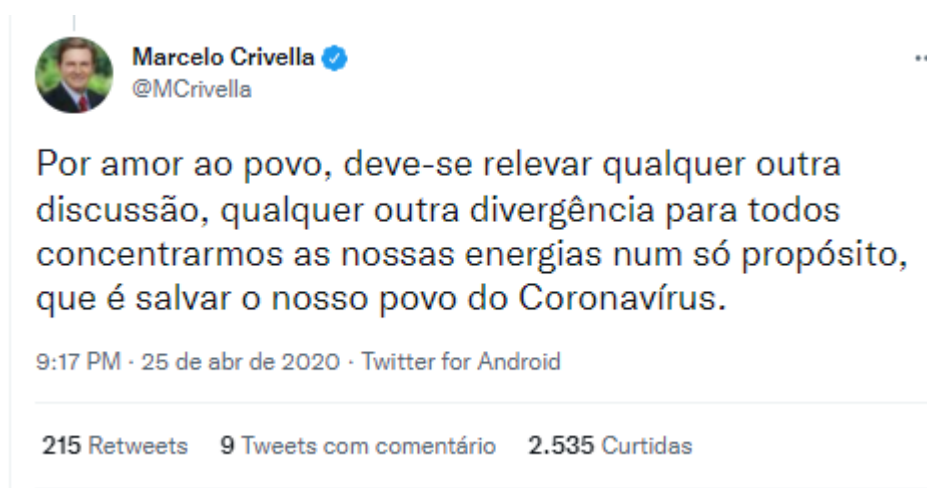 Marcelo Crivella
@MCrivella
Por amor ao povo, deve-se relevar qualquer outra
discussão, qualquer outra divergência para todos
concentrarmos as nossas energias num só propósito,
que é salvar o nosso povo do Coronavírus.
9:17 PM · 25 de abr de 2020 · Twitter for Android
215 Retweets 9 Tweets com comentário 2.535 Curtidas